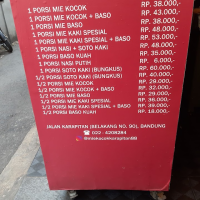 1 PORSI MIE KOCOK RP. 38.000,-
1 PORSI MIE KOCOK + BASO RP. 43.000,-
1 PORSI MIE BASO RP. 38.000,-
1 PORSI MIE KAKI SPESIAL RP. 48.000,-
1 PORSI MIE KAKI SPESIAL + BASO RP. 53.000,-
1 PORSI NASI + SOTO KAKI RP. 48.000,-
1 PORSI BASO KUAH RP. 35.000,-
1 PORSI NASI PUTIH RP. 6.000,-
1 PORSI SOTO KAKI (BUNGKUS) RP. 60.000,-
1/2 PORSI SOTO KAKI (BUNGKUS) RP. 40.000,-
1/2 PORSI MIE KOCOK RP. 29.000,-
1/2 PORSI MIE KOCOK + BASO RP. 32.000,-
1/2 PORSI MIE BASO RP. 29.000,-
1/2 PORSI MIE KAKI SPESIAL RP. 36.000,-
1/2 PORSI MIE KAKI SPESIAL + BASO RP. 39.000,-
1/2 PORSI BASO KUAH RP. 18.000,-
JALAN KARAPITAN (BELAKANG NO. 90), BANDUNG
022 4208284
@miekocokkarapitan99